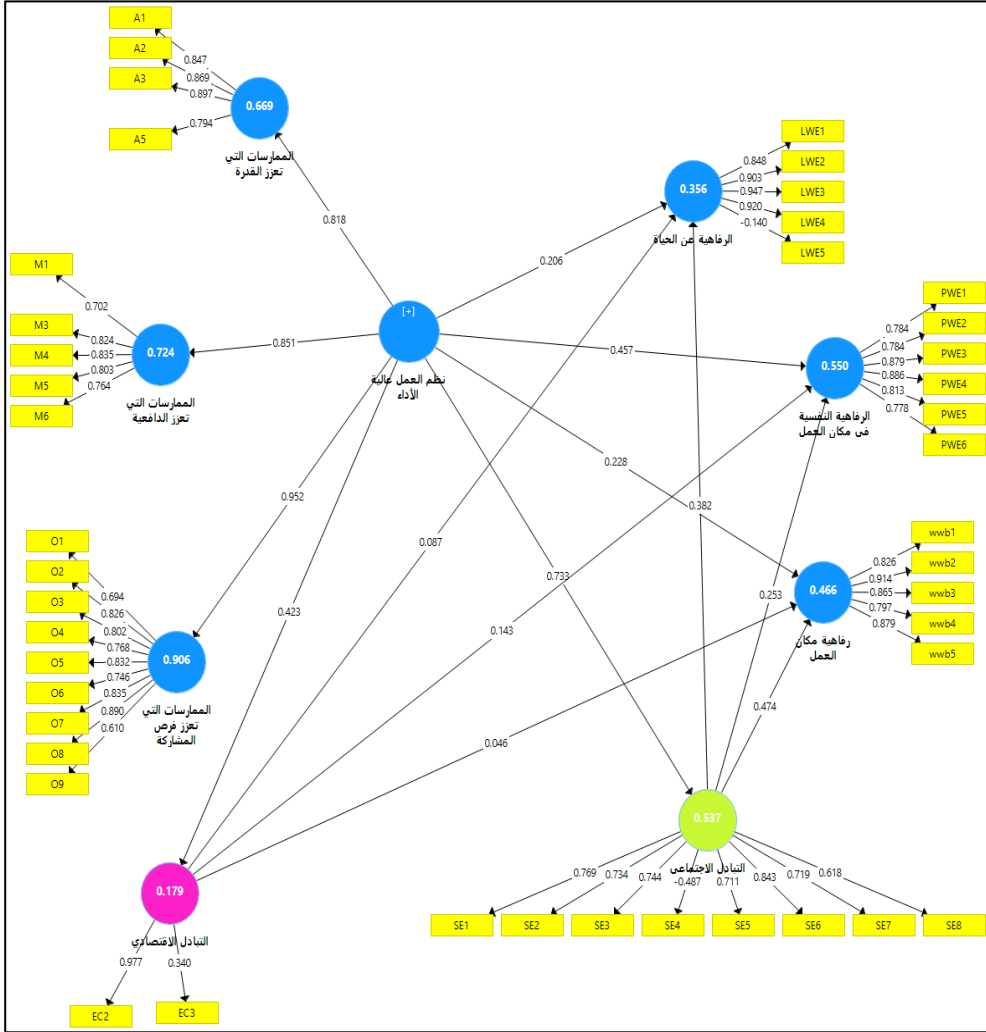 A1
A2
A3
A5
0.847
0.869
0.897
0.794
0.669
الممارسات التي
تعزز القدرة
0.818
M1
M3
M4
M5
M6
0.702
0.824
0.835
0.803
0.764
0.724
الممارسات التي
تعزز الدافعية
0.851
[+]
نظم العمل عالية
الأداء
0.206
0.457
0.228
0.952
0.423
0.087
0.733
0.143
0.382
0.253
0.474
0.046
LWE1
LWE2
LWE3
LWE4
LWE5
0.848
0.903
0.947
0.920
-0.140
0.356
الرفاهية عن الحياة
PWE1
PWE2
PWE3
PWE4
PWE5
PWE6
0.784
0.784
0.879
0.886
0.813
0.778
0.550
الرفاهية النفسية
في مكان العمل
wwb1
wwb2
wwb3
wwb4
wwb5
0.826
0.914
0.865
0.797
0.879
0.466
رفاهية مكان
العمل
O1
O2
O3
O4
O5
O6
O7
O8
O9
0.694
0.826
0.802
0.768
0.832
0.746
0.835
0.890
0.610
0.906
الممارسات التي
تعزز فرص
المشاركة
0.179
التبادل الاقتصادي
0.977
0.340
EC2
EC3
0.537
التبادل الاجتماعي
0.769
0.734
0.744
-0.487
0.711
0.843
0.719
0.618
SE1
SE2
SE3
SE4
SE5
SE6
SE7
SE8